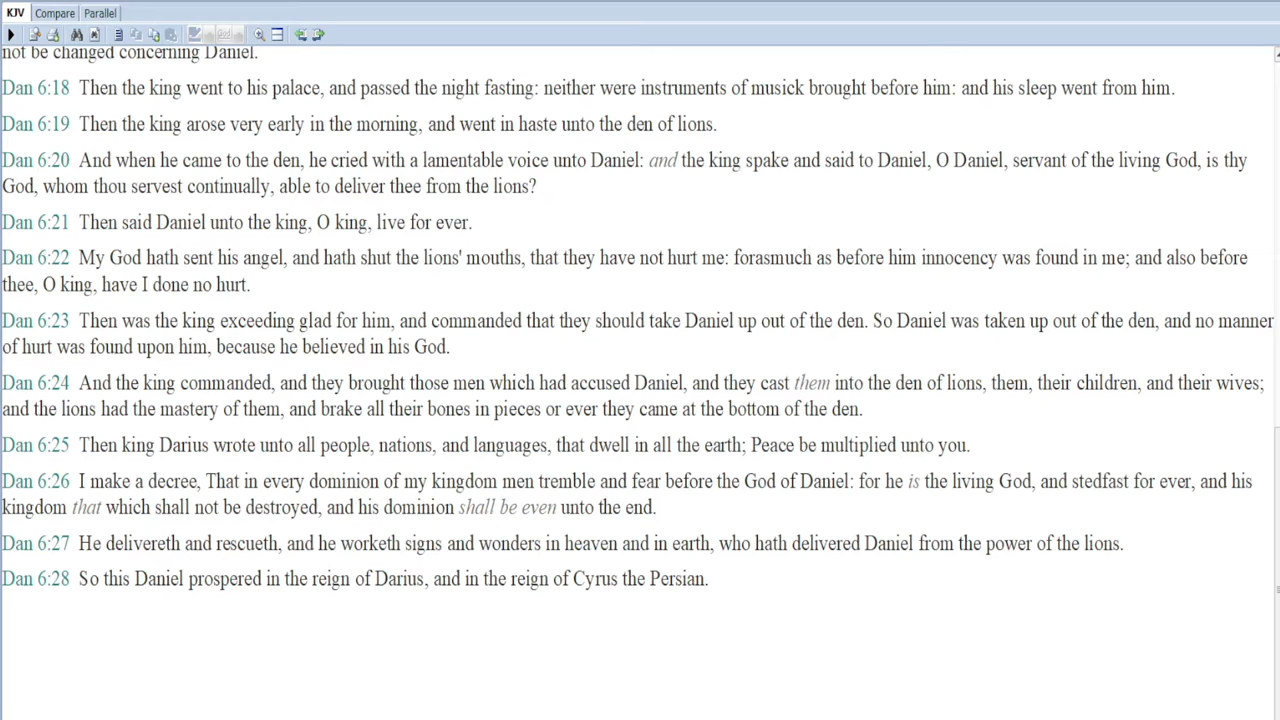 KJV Compare Parallel
not be changed concerning Daniel.
Dan 6:18 Then the king went to his palace, and passed the night fasting: neither were instruments of musick brought before him: and his sleep went from him.
Dan 6:19 Then the king arose very early in the morning, and went in haste unto the den of lions.
Dan 6:20 And when he came to the den, he cried with a lamentable voice unto Daniel: and the king spake and said to Daniel, O Daniel, servant of the living God, is thy
God, whom thou servest continually, able to deliver thee from the lions?
Dan 6:21 Then said Daniel unto the king, O king, live for ever.
Dan 6:22 My God hath sent his angel, and hath shut the lions' mouths, that they have not hurt me: forasmuch as before him innocency was found in me; and also before
thee, O king, have I done no hurt.
Dan 6:23 Then was the king exceeding glad for him, and commanded that they should take Daniel up out of the den. So Daniel was taken up out of the den, and no manner
of hurt was found upon him, because he believed in his God.
Dan 6:24 And the king commanded, and they brought those men which had accused Daniel, and they cast them into the den of lions, them, their children, and their wives;
and the lions had the mastery of them, and brake all their bones in pieces or ever they came at the bottom of the den.
Dan 6:25 Then king Darius wrote unto all people, nations, and languages, that dwell in all the earth; Peace be multiplied unto you.
Dan 6:26 I make a decree, That in every dominion of my kingdom men tremble and fear before the God of Daniel: for he is the living God, and stedfast for ever, and his
kingdom that which shall not be destroyed, and his dominion shall be even unto the end.
Dan 6:27 He delivereth and rescueth, and he worketh signs and wonders in heaven and in earth, who hath delivered Daniel from the power of the lions.
Dan 6:28 So this Daniel prospered in the reign of Darius, and in the reign of Cyrus the Persian.